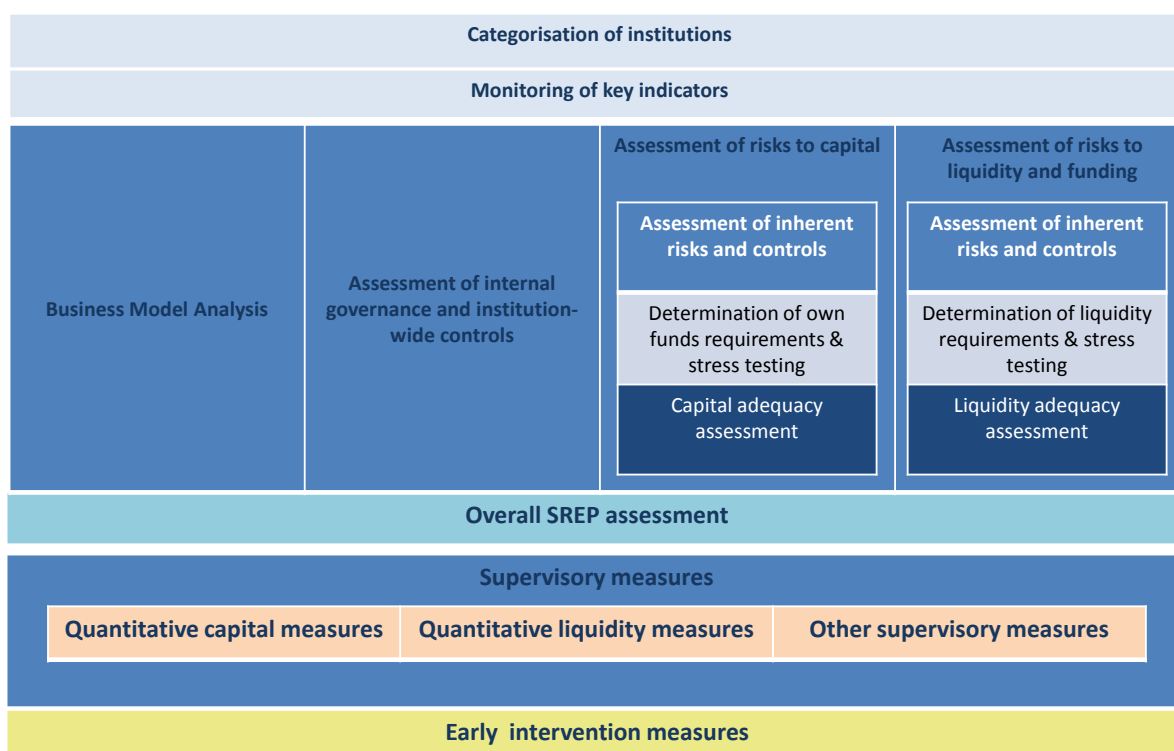 Categorisation of institutions
Monitoring of key indicators
Business Model Analysis
Assessment of internal
governance and institution-
wide controls
Assessment of risks to capital
Assessment of inherent
risks and controls
Determination of own
funds requirements &
stress testing
Capital adequacy
assessment
Assessment of risks to
liquidity and funding
Assessment of inherent
risks and controls
Determination of liquidity
requirements & stress
testing
Liquidity adequacy
assessment
Overall SREP assessment
Supervisory measures
Quantitative capital measures
Quantitative liquidity measures
Other supervisory measures
Early intervention measures